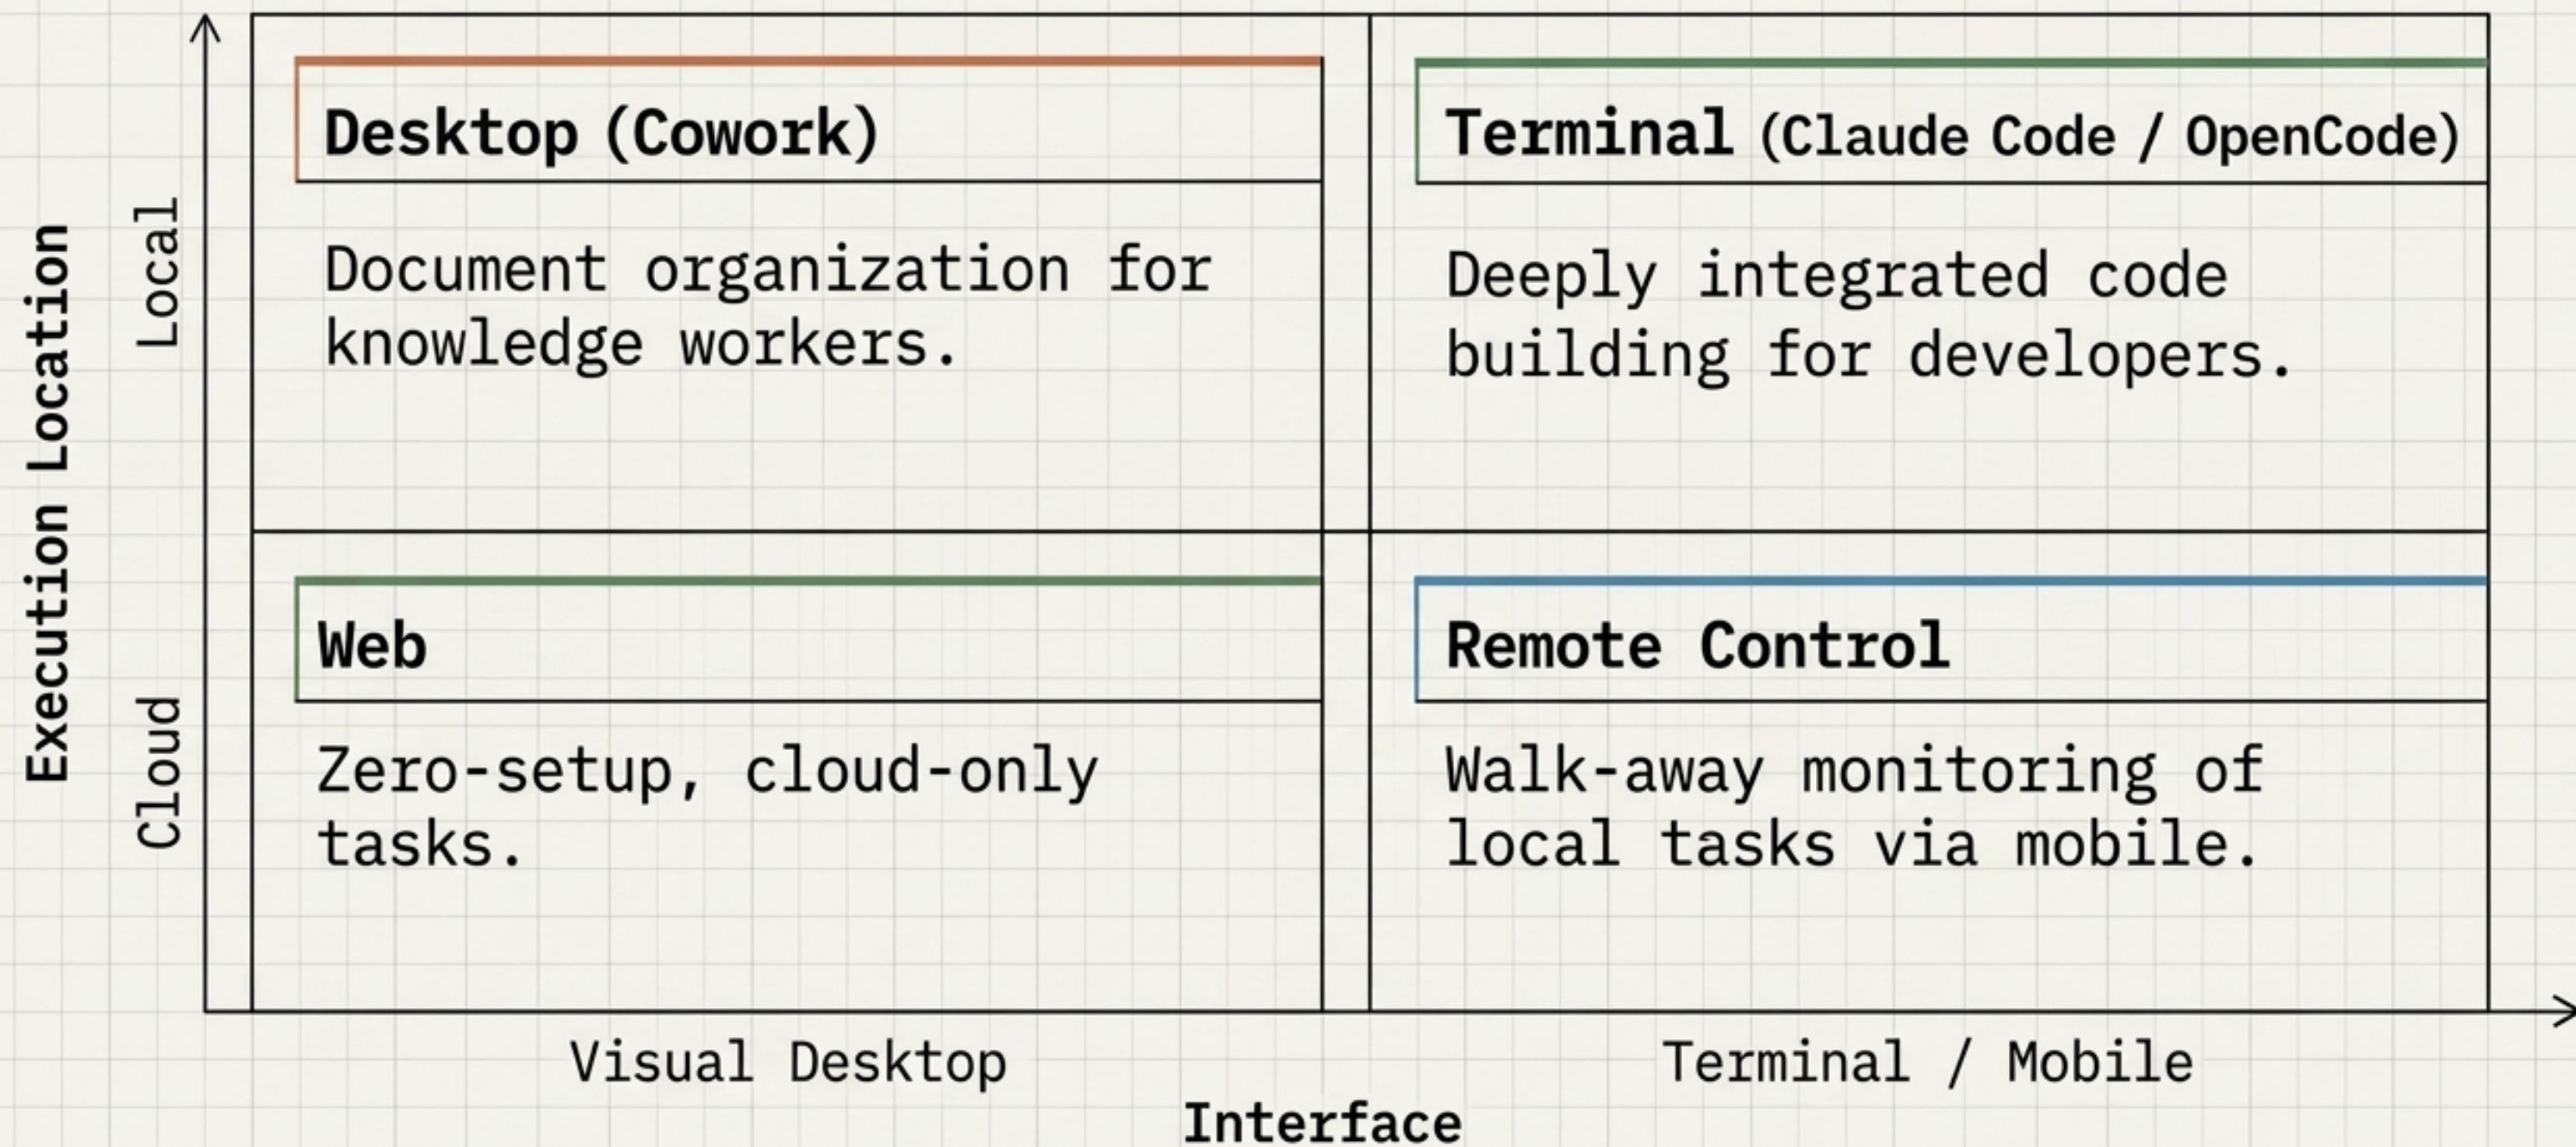 Execution Location
Local
Cloud
Desktop (Cowork)
Document organization for
knowledge workers.
Terminal (Claude Code / OpenCode)
Deeply integrated code
building for developers.
Web
Zero-setup, cloud-only
tasks.
Remote Control
Walk-away monitoring of
local tasks via mobile.
Visual Desktop
Terminal / Mobile
Interface